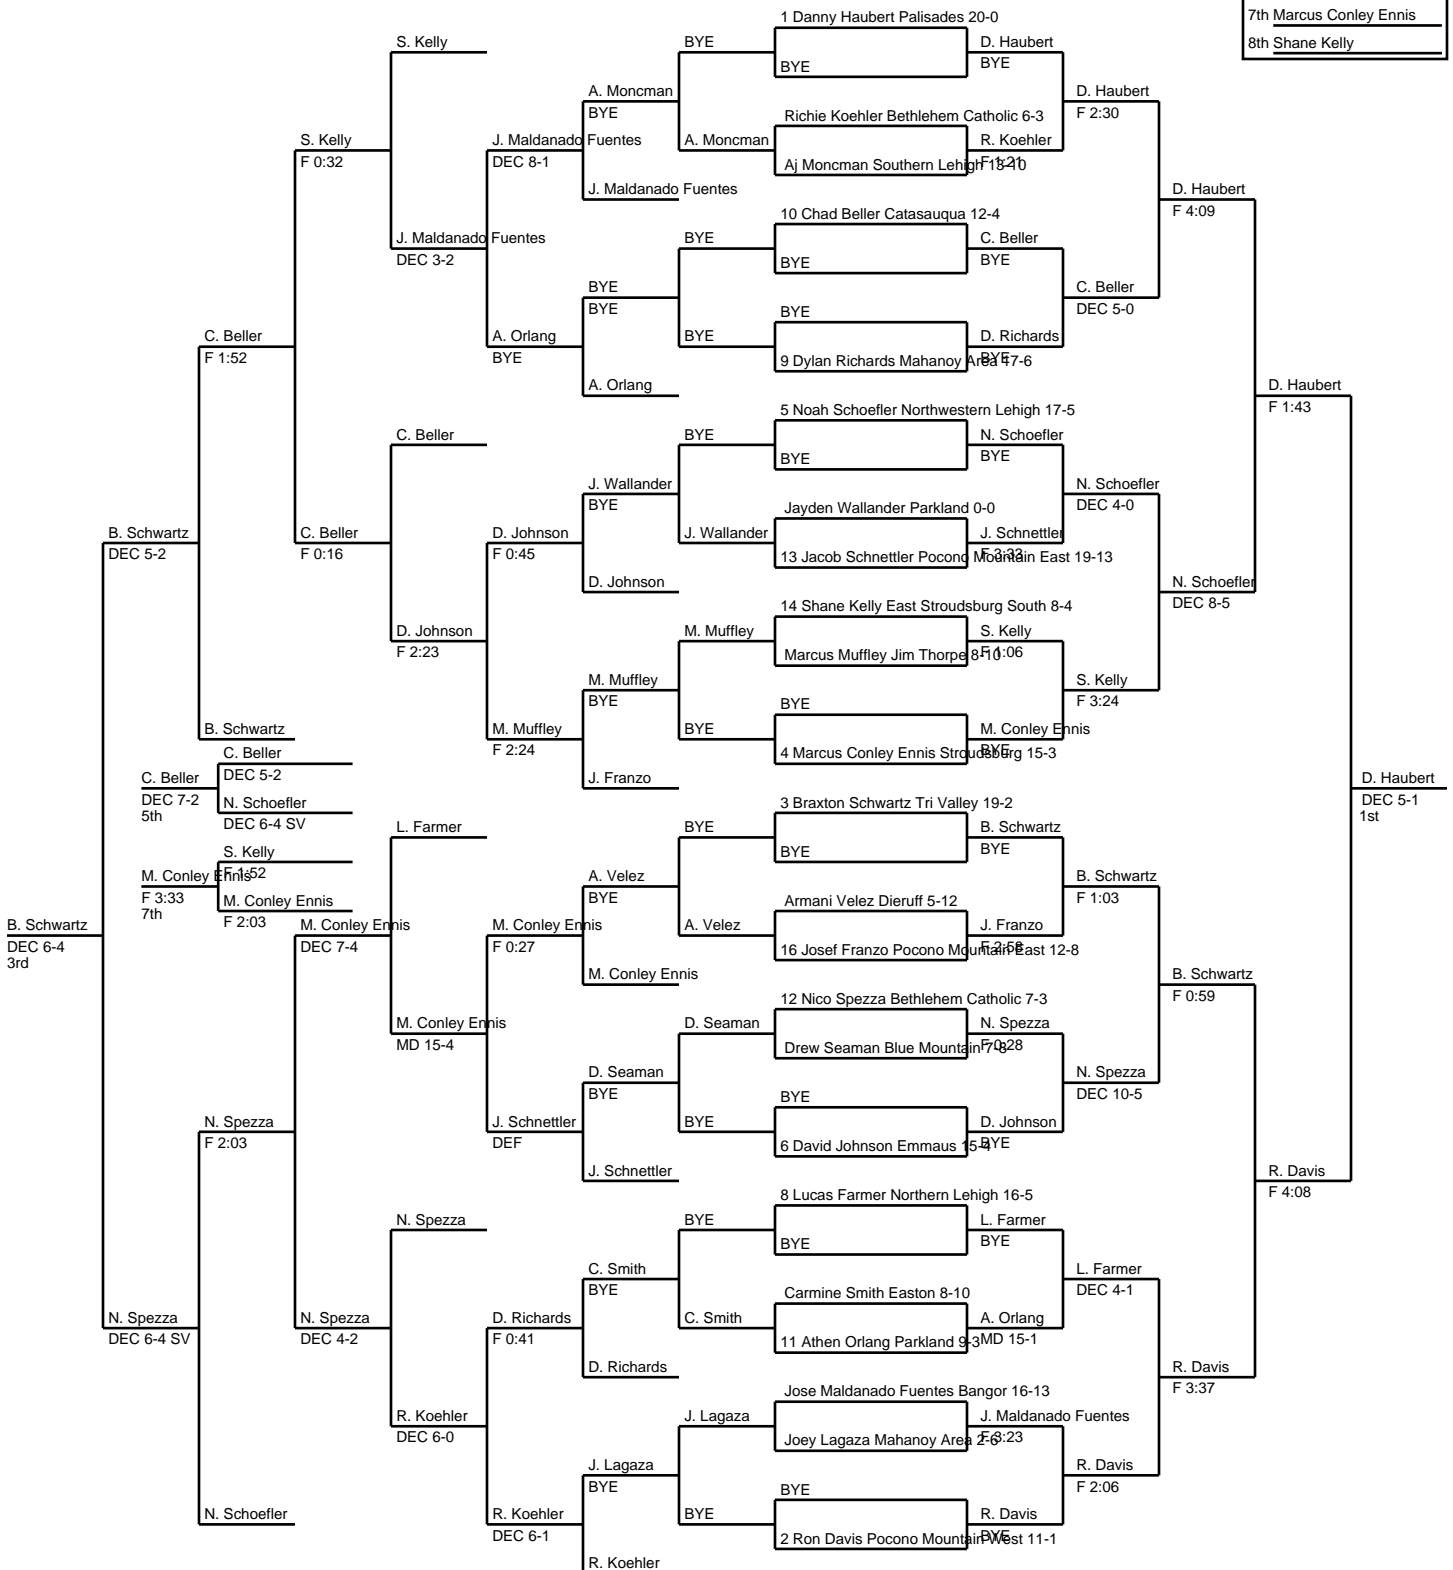 7th Marcus Conley Ennis
8th Shane Kelly
1 Danny Haubert Palisades 20-0
BYE
Richie Koehler Bethlehem Catholic 6-3
Aj Moncman Southern Lehigh 13-10
10 Chad Beller Catasauqua 12-4
BYE
BYE
9 Dylan Richards Mahanoy Area 17-6
5 Noah Schoefler Northwestern Lehigh 17-5
BYE
Jayden Wallander Parkland 0-0
13 Jacob Schnettler Pocono Mountain East 19-13
14 Shane Kelly East Stroudsburg South 8-4
Marcus Muffley Jim Thorpe 8-10
BYE
4 Marcus Conley Ennis Stroudsburg 15-3
3 Braxton Schwartz Tri Valley 19-2
BYE
Armani Velez Dieruff 5-12
16 Josef Franzo Pocono Mountain East 12-8
12 Nico Spezza Bethlehem Catholic 7-3
Drew Seaman Blue Mountain 7-8
BYE
6 David Johnson Emmaus 15-4
8 Lucas Farmer Northern Lehigh 16-5
BYE
Carmine Smith Easton 8-10
11 Athen Orlang Parkland 9-3
Jose Maldanado Fuentes Bangor 16-13
Joey Lagaza Mahanoy Area 2-6
BYE
2 Ron Davis Pocono Mountain West 11-1
D. Haubert
BYE
R. Koehler
F 1:21
C. Beller
BYE
D. Richards
BYE
N. Schoefler
BYE
J. Schnettler
F 3:33
S. Kelly
F 1:06
M. Conley Ennis
BYE
B. Schwartz
BYE
J. Franzo
F 2:58
N. Spezza
F 0:28
D. Johnson
BYE
L. Farmer
BYE
A. Orlang
MD 15-1
J. Maldanado Fuentes
F 3:23
R. Davis
BYE
D. Haubert
F 2:30
C. Beller
DEC 5-0
N. Schoefler
DEC 4-0
S. Kelly
F 3:24
B. Schwartz
F 1:03
N. Spezza
DEC 10-5
L. Farmer
DEC 4-1
R. Davis
F 2:06
D. Haubert
F 4:09
N. Schoefler
DEC 8-5
B. Schwartz
F 0:59
R. Davis
F 3:37
D. Haubert
F 1:43
R. Davis
F 4:08
D. Haubert
DEC 5-1
1st
BYE
A. Moncman
BYE
BYE
BYE
J. Wallander
M. Muffley
BYE
BYE
A. Velez
D. Seaman
BYE
BYE
C. Smith
J. Lagaza
BYE
A. Moncman
BYE
J. Maldanado Fuentes
BYE
BYE
A. Orlang
J. Wallander
BYE
D. Johnson
M. Muffley
BYE
J. Franzo
A. Velez
BYE
M. Conley Ennis
D. Seaman
BYE
J. Schnettler
C. Smith
BYE
D. Richards
J. Lagaza
BYE
R. Koehler
J. Maldanado Fuentes
DEC 8-1
A. Orlang
BYE
D. Johnson
F 0:45
M. Muffley
F 2:24
M. Conley Ennis
F 0:27
J. Schnettler
DEF
D. Richards
F 0:41
R. Koehler
DEC 6-1
S. Kelly
J. Maldanado Fuentes
DEC 3-2
C. Beller
D. Johnson
F 2:23
L. Farmer
M. Conley Ennis
MD 15-4
N. Spezza
R. Koehler
DEC 6-0
S. Kelly
F 0:32
C. Beller
F 0:16
M. Conley Ennis
DEC 7-4
N. Spezza
DEC 4-2
C. Beller
F 1:52
B. Schwartz
N. Spezza
F 2:03
N. Schoefler
B. Schwartz
DEC 5-2
N. Spezza
DEC 6-4 SV
B. Schwartz
DEC 6-4
3rd
C. Beller
DEC 5-2
N. Schoefler
DEC 6-4 SV
C. Beller
DEC 7-2
5th
S. Kelly
F 1:52
M. Conley Ennis
F 2:03
M. Conley Ennis
F 3:33
7th